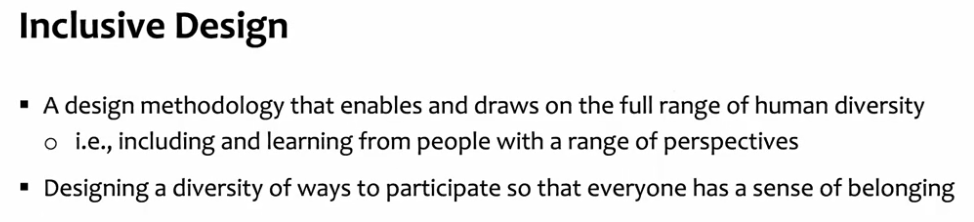 Inclusive Design
▪ A design methodology that enables and draws on the full range of human diversity
o i.e., including and learning from people with a range of perspectives
▪ Designing a diversity of ways to participate so that everyone has a sense of belonging